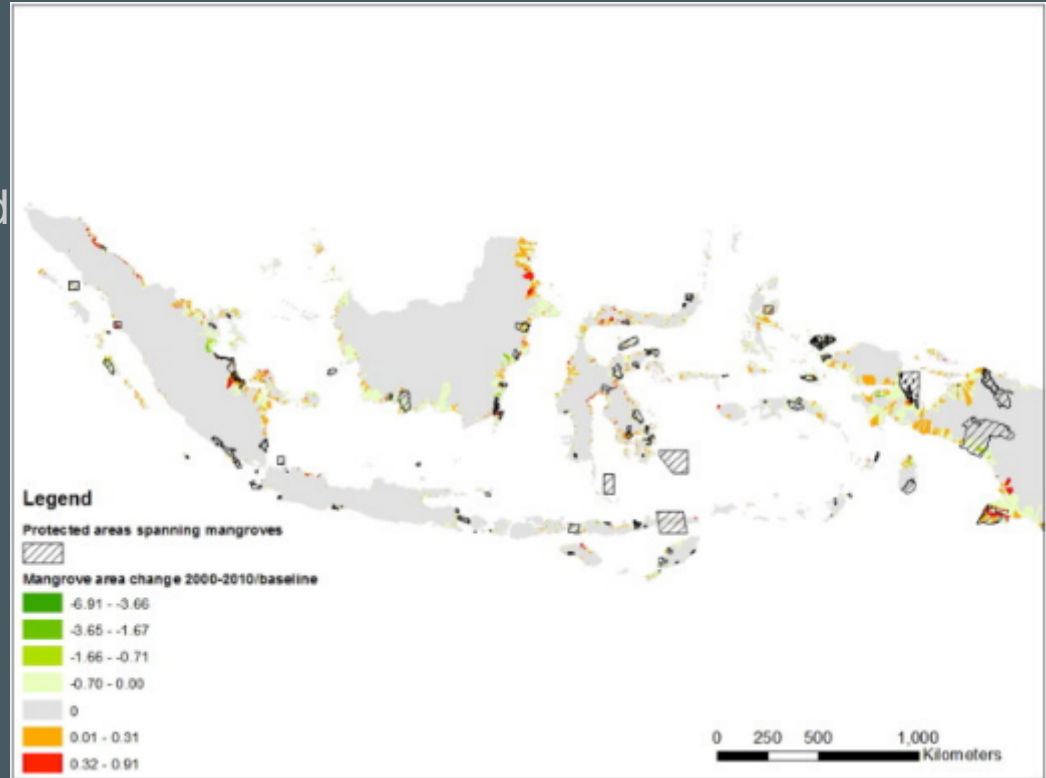 d
Legend
Protected areas spanning mangroves
Mangrove area change 2000-2010/baseline
-6.91 - -3.66
-3.65 - -1.67
-1.66 - -0.71
-0.70 - 0.00
0
0.01 - 0.31
0.32 - 0.91
0 250 500 1,000
Kilometers